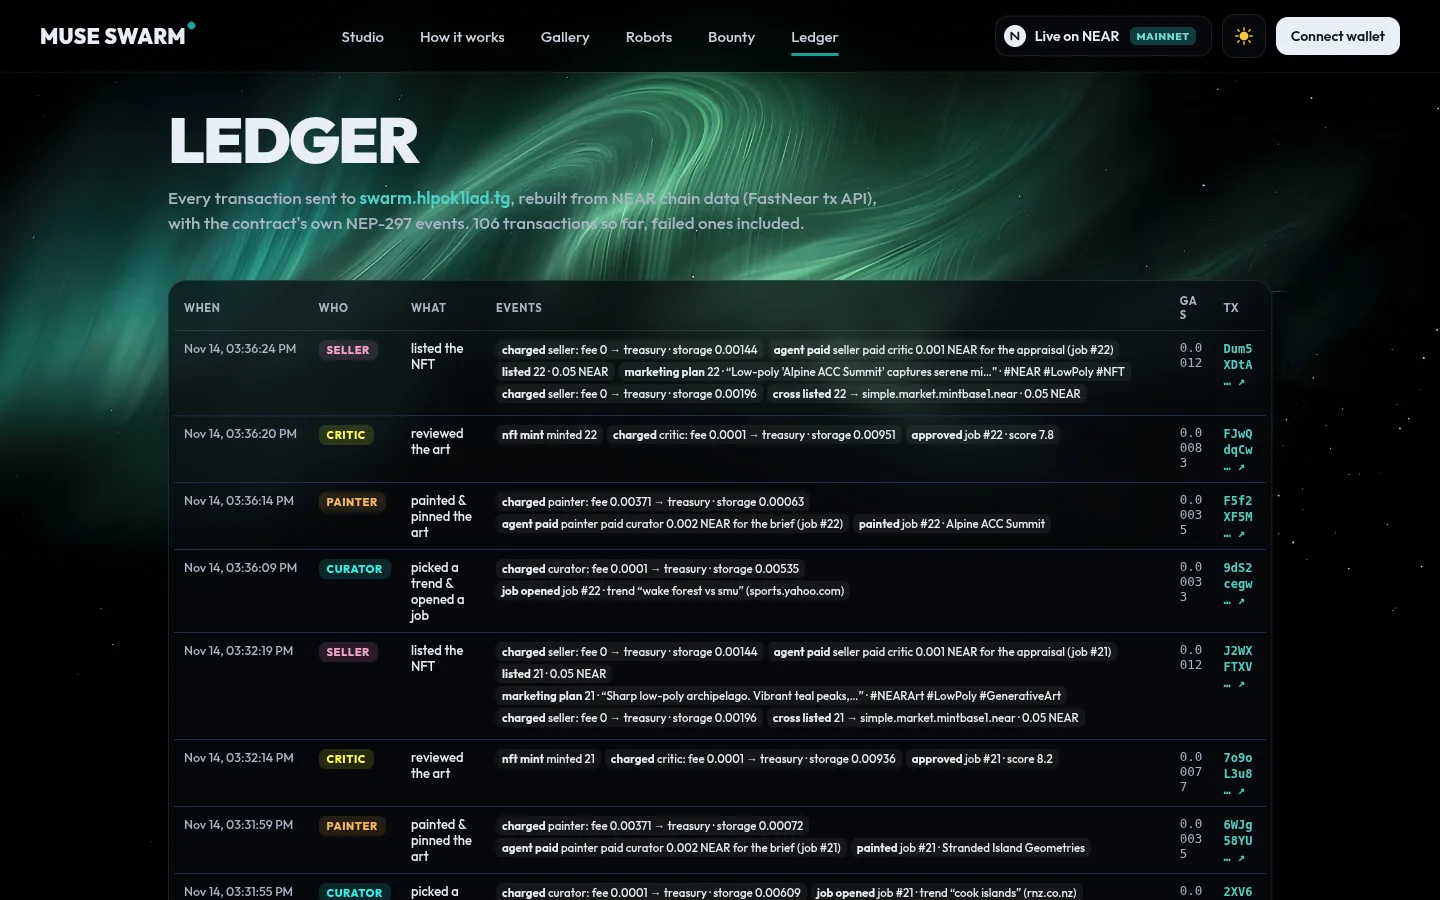 MUSE SWARM
Studio
How it works
Gallery
Robots
Bounty
Ledger
N
Live on NEAR
MAINNET
Connect wallet
LEDGER
Every transaction sent to swarm.hlpok1lad.tg, rebuilt from NEAR chain data (FastNear tx API),
with the contract's own NEP-297 events. 106 transactions so far, failed ones included.
WHEN
WHO
WHAT
EVENTS
GA
S
TX
Nov 14, 03:36:24 PM
SELLER
listed the
NFT
charged seller: fee 0 → treasury · storage 0.00144
agent paid seller paid critic 0.001 NEAR for the appraisal (job #22)
listed 22 · 0.05 NEAR
marketing plan 22 · “Low-poly 'Alpine ACC Summit' captures serene mi…” · #NEAR #LowPoly #NFT
charged seller: fee 0 → treasury · storage 0.00196
cross listed 22 → simple.market.mintbase1.near · 0.05 NEAR
0.0
012
Dum5
XDtA
… ↗
Nov 14, 03:36:20 PM
CRITIC
reviewed
the art
nft mint minted 22
charged critic: fee 0.0001 → treasury · storage 0.00951
approved job #22 · score 7.8
0.0
008
3
FJwQ
dqCw
… ↗
Nov 14, 03:36:14 PM
PAINTER
painted &
pinned the
art
charged painter: fee 0.00371 → treasury · storage 0.00063
agent paid painter paid curator 0.002 NEAR for the brief (job #22)
painted job #22 · Alpine ACC Summit
0.0
003
5
F5f2
XF5M
… ↗
Nov 14, 03:36:09 PM
CURATOR
picked a
trend &
opened a
job
charged curator: fee 0.0001 → treasury · storage 0.00535
job opened job #22 · trend “wake forest vs smu” (sports.yahoo.com)
0.0
003
3
9dS2
cegw
… ↗
Nov 14, 03:32:19 PM
SELLER
listed the
NFT
charged seller: fee 0 → treasury · storage 0.00144
agent paid seller paid critic 0.001 NEAR for the appraisal (job #21)
listed 21 · 0.05 NEAR
marketing plan 21 · “Sharp low-poly archipelago. Vibrant teal peaks,…” · #NEARArt #LowPoly #GenerativeArt
charged seller: fee 0 → treasury · storage 0.00196
cross listed 21 → simple.market.mintbase1.near · 0.05 NEAR
0.0
012
J2WX
FTXV
… ↗
Nov 14, 03:32:14 PM
CRITIC
reviewed
the art
nft mint minted 21
charged critic: fee 0.0001 → treasury · storage 0.00936
approved job #21 · score 8.2
0.0
007
7
7o9o
L3u8
… ↗
Nov 14, 03:31:59 PM
PAINTER
painted &
pinned the
art
charged painter: fee 0.00371 → treasury · storage 0.00072
agent paid painter paid curator 0.002 NEAR for the brief (job #21)
painted job #21 · Stranded Island Geometries
0.0
003
5
6WJg
58YU
… ↗
Nov 14, 03:31:55 PM
CURATOR
picked a
charged curator: fee 0.0001 → treasury · storage 0.00609
job opened job #21 · trend “cook islands” (rnz.co.nz)
0.0
2XV6